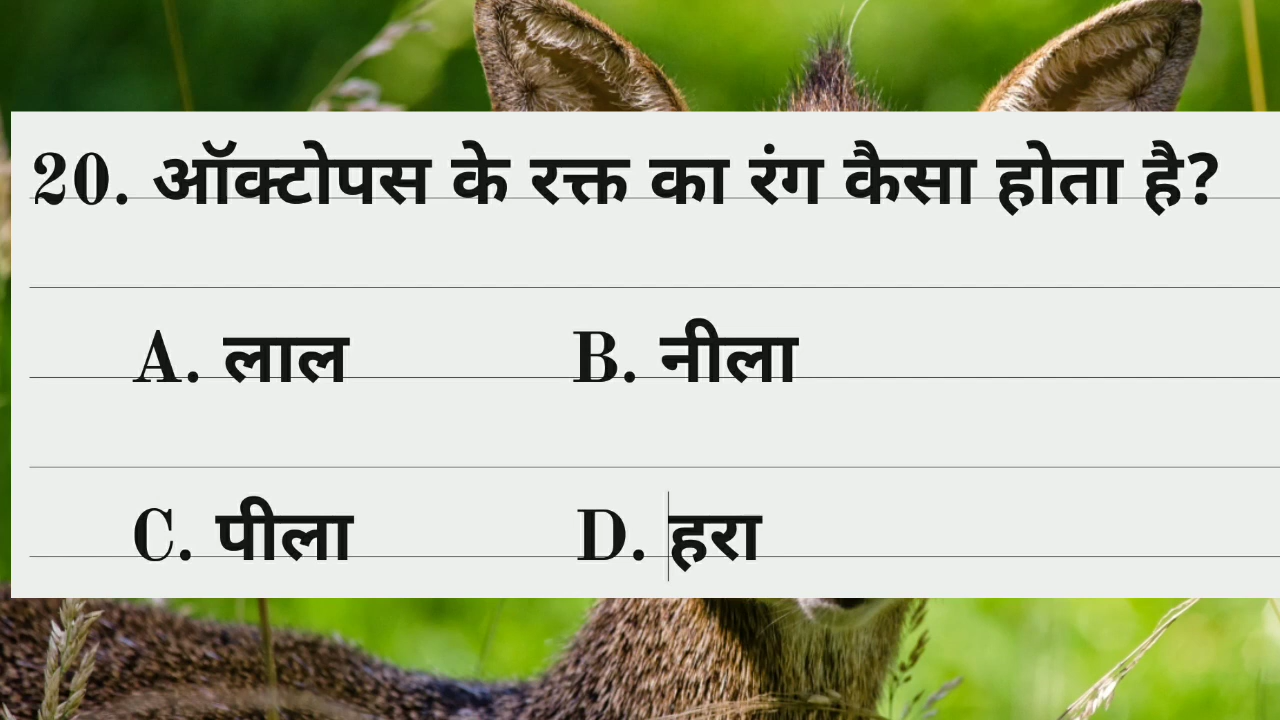 20. ऑक्टोपस के रक्त का रंग कैसा होता है?
A. लाल B. नीला
C. पीला D. हरा